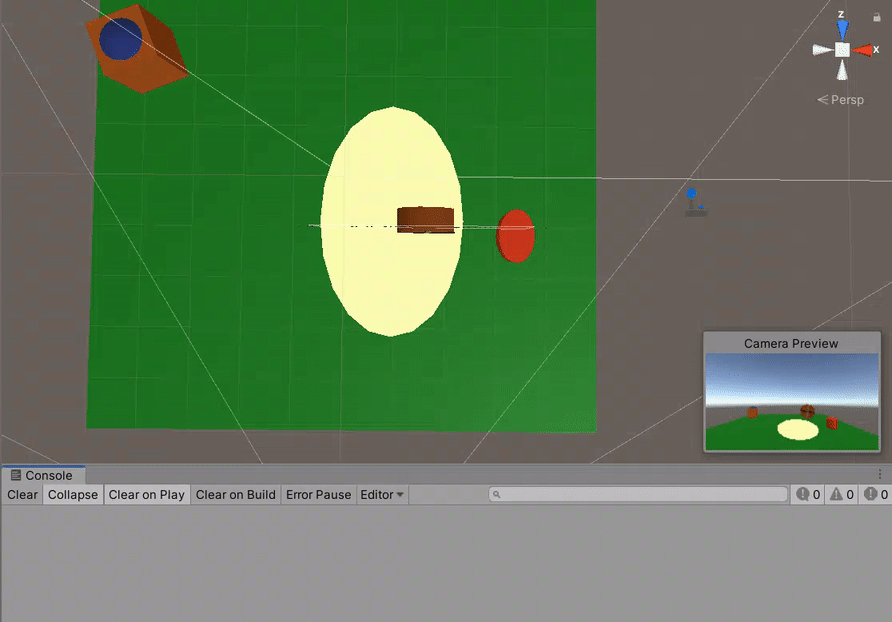 z
x
< Persp
Camera Preview
Console
Clear Collapse Clear on Play Clear on Build Error Pause Editor 0 0 0